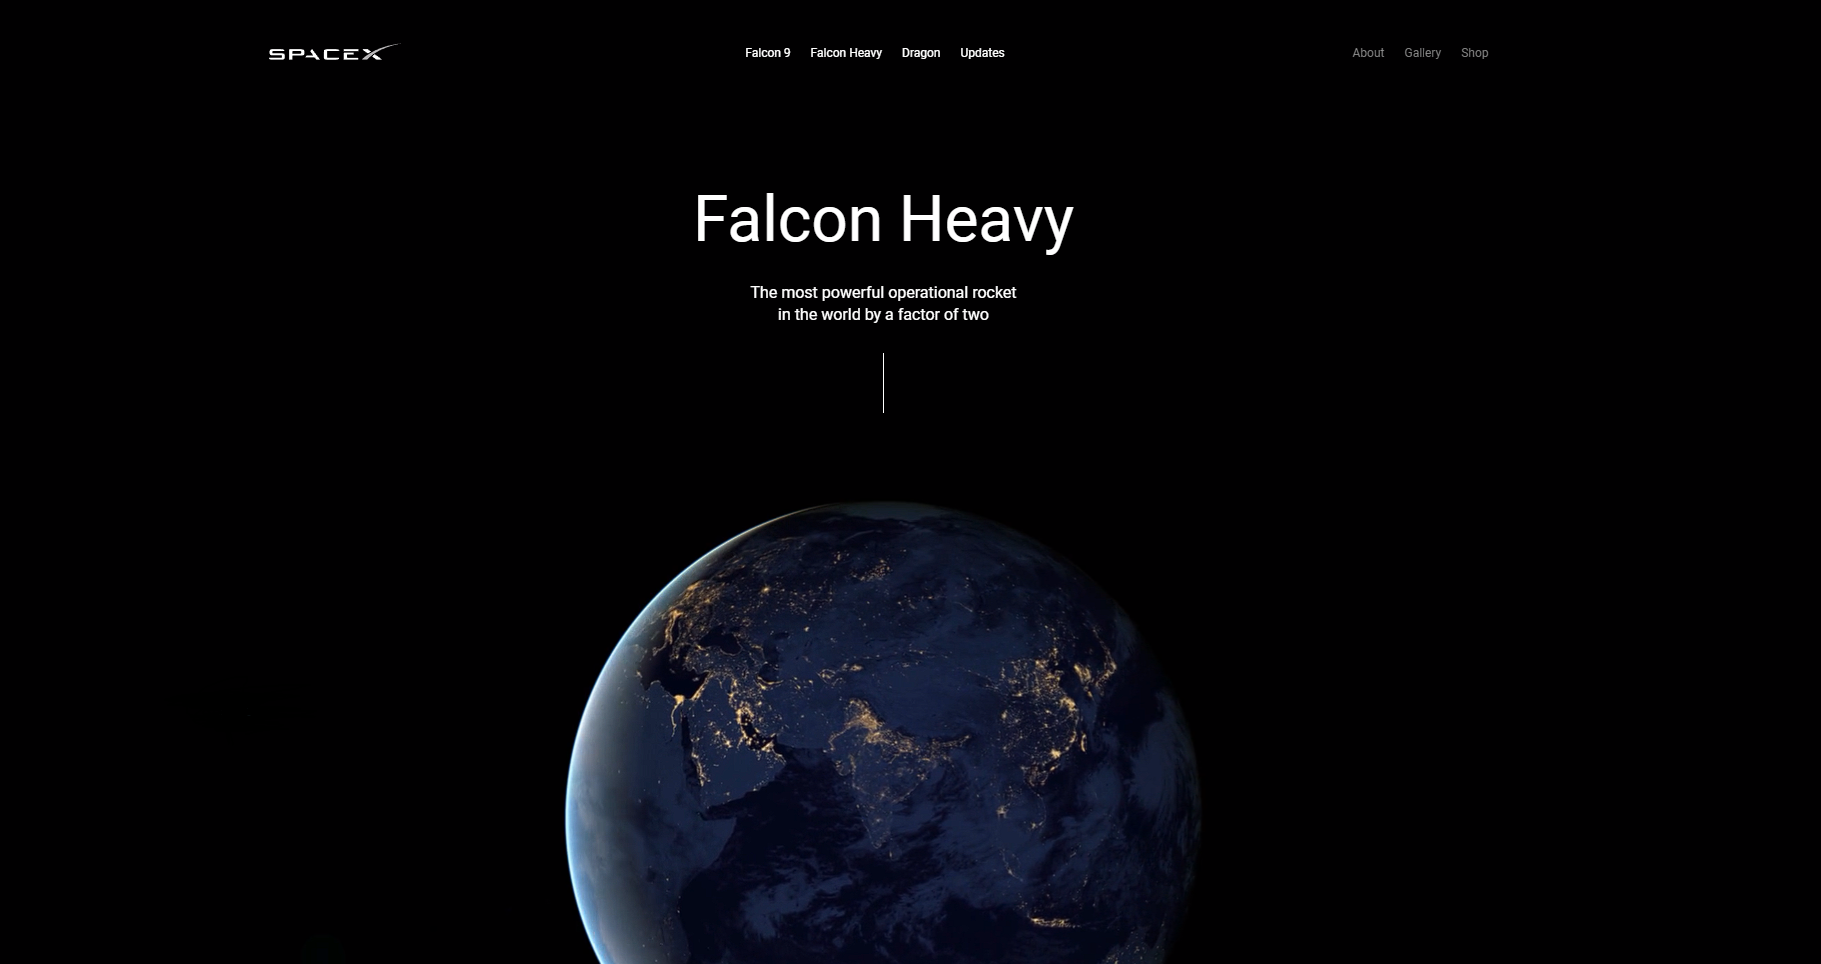 SPACEX
Falcon 9 Falcon Heavy Dragon Updates
About Gallery Shop
Falcon Heavy
The most powerful operational rocket
in the world by a factor of two